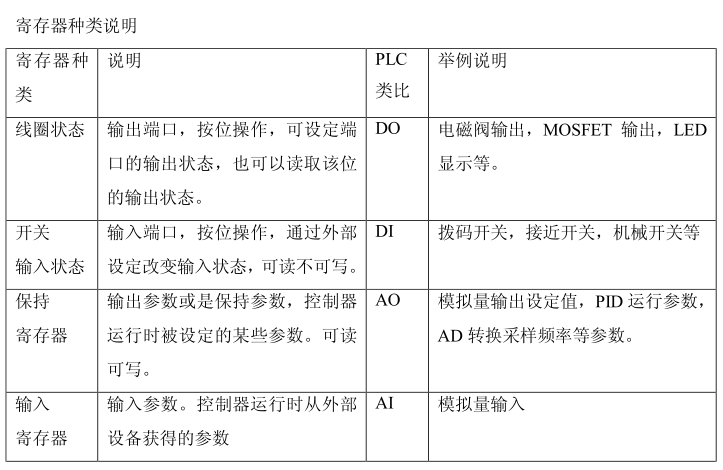 寄存器种类说明
寄存器种
类
说明
PLC
类比
举例说明
线圈状态
输出端口，按位操作，可设定端
口的输出状态，也可以读取该位
的输出状态。
DO
电磁阀输出，MOSFET 输出，LED
显示等。
开关
输入状态
输入端口，按位操作，通过外部
设定改变输入状态，可读不可写。
DI
拨码开关，接近开关，机械开关等
保持
寄存器
输出参数或是保持参数，控制器
运行时被设定的某些参数。可读
可写。
AO
模拟量输出设定值，PID 运行参数，
AD 转换采样频率等参数。
输入
寄存器
输入参数。控制器运行时从外部
设备获得的参数
AI
模拟量输入